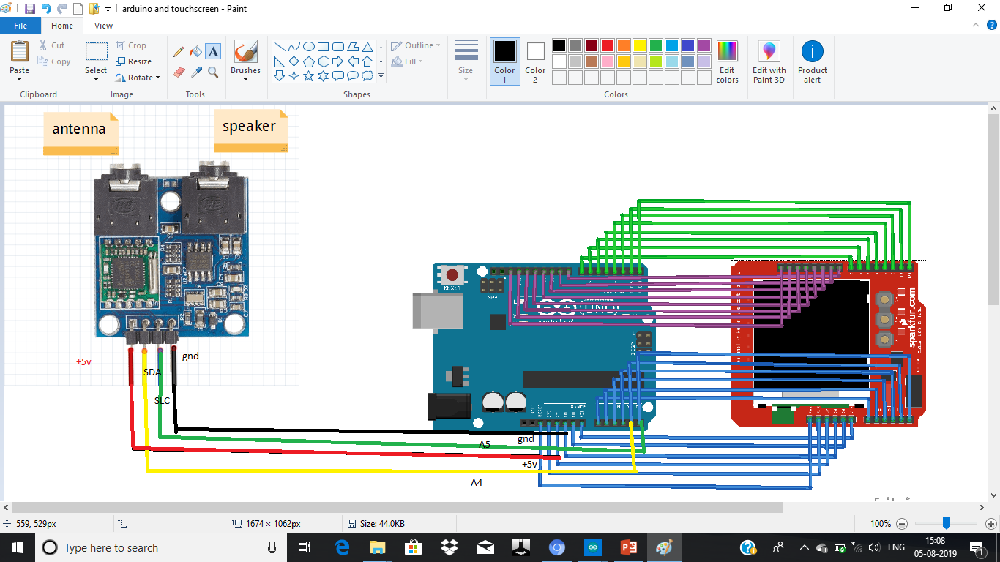 arduino and touchscreen - Paint
File
Home
View
Paste
Cut
Copy
Clipboard
Select
Crop
Resize
Rotate
Image
A
Tools
Brushes
Shapes
Outline
Fill
Size
Color 1
Color 2
Colors
Edit colors
Edit with Paint 3D
Product alert
antenna
speaker
+5v
SDA
SLC
gnd
sparkfun.com
A5
gnd
+5v
A4
559, 529px
1674 × 1062px
Size: 44.0KB
100%
Type here to search
ENG
15:08
05-08-2019
1